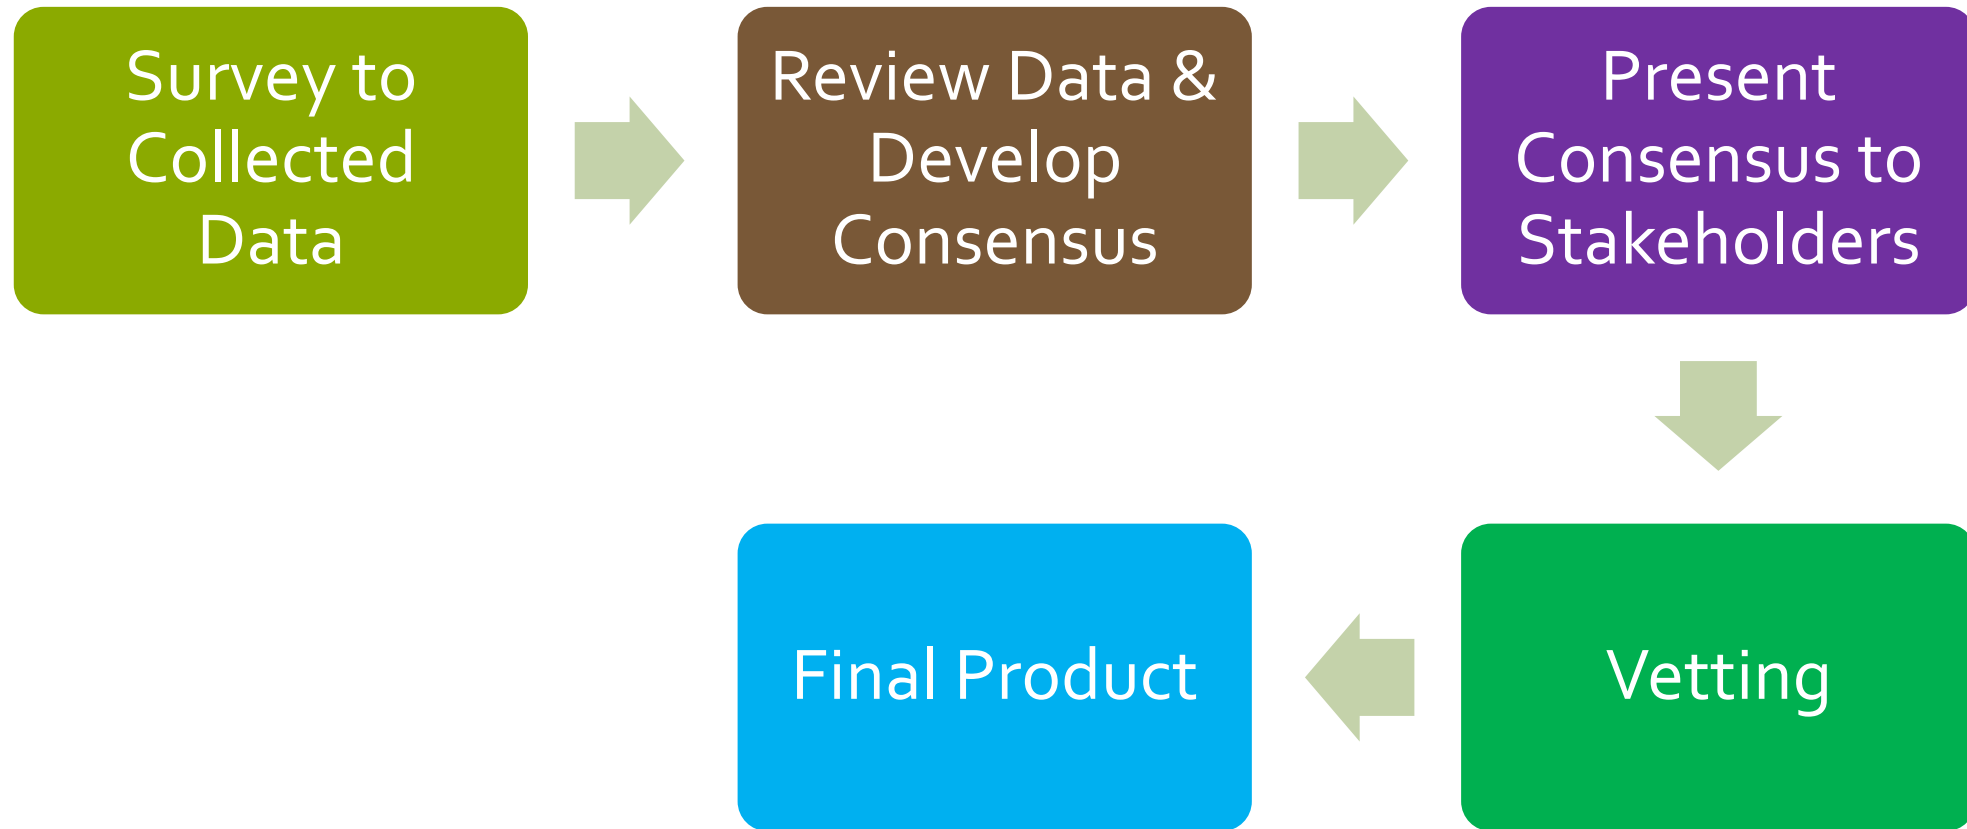 Survey to
Collected
Data
Review Data &
Develop
Consensus
Present
Consensus to
Stakeholders
Vetting
Final Product